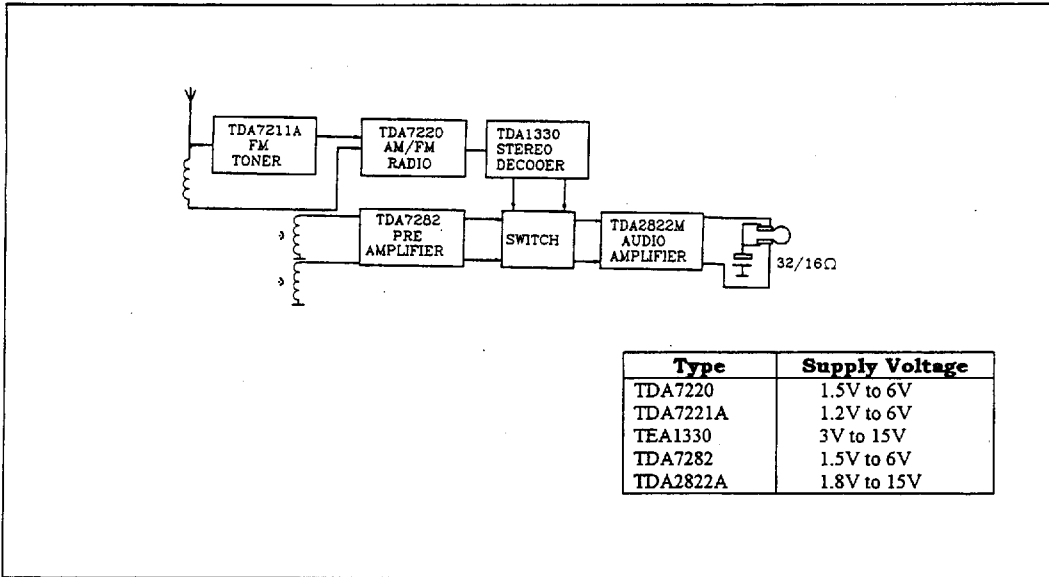 TDA7211A
FM
TONER
TDA7220
AM/FM
RADIO
TDA1330
STEREO
DECOOER
TDA7282
PRE
AMPLIFIER
SWITCH
TDA2822M
AUDIO
AMPLIFIER
32/16Ω
Type Supply Voltage
TDA7220 1.5V to 6V
TDA7221A 1.2V to 6V
TEA1330 3V to 15V
TDA7282 1.5V to 6V
TDA2822A 1.8V to 15V